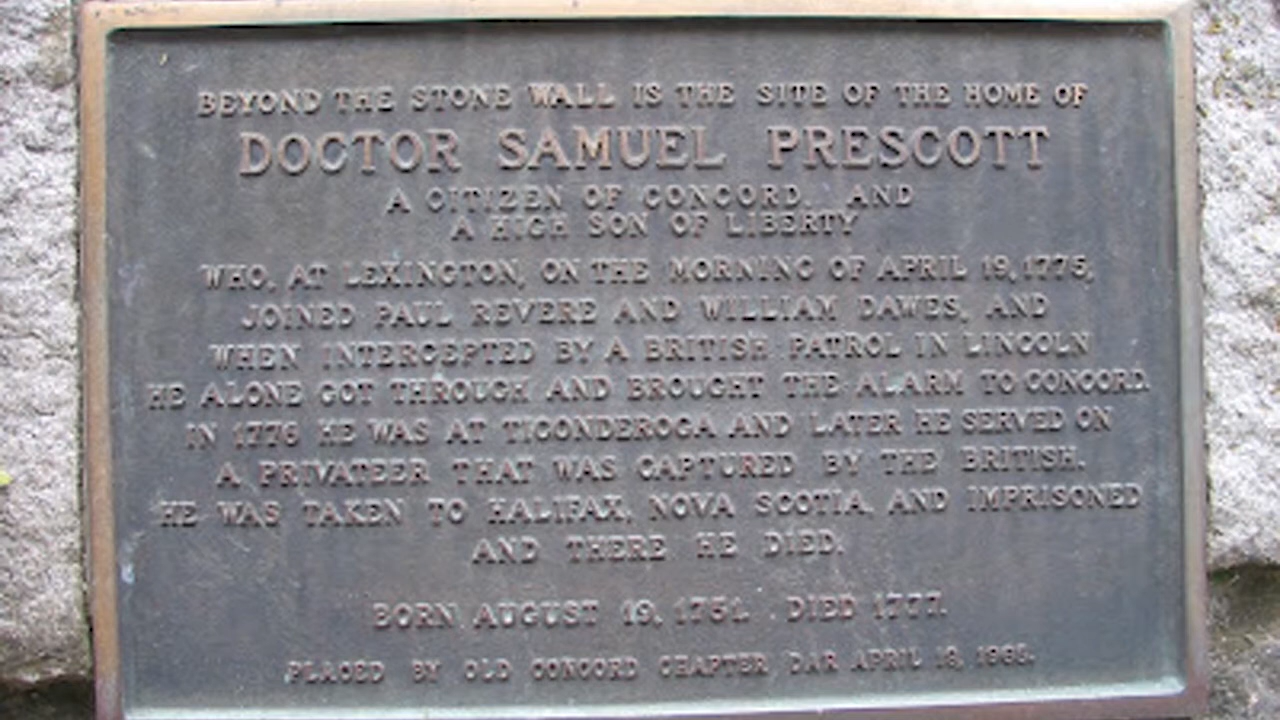 BEYOND THE STONE WALL IS THE SITE OF THE HOME OF
DOCTOR SAMUEL PRESCOTT
A CITIZEN OF CONCORD, AND
A HIGH SON OF LIBERTY
WHO, AT LEXINGTON, ON THE MORNING OF APRIL 19, 1775,
JOINED PAUL REVERE AND WILLIAM DAWES, AND
WHEN INTERCEPTED BY A BRITISH PATROL IN LINCOLN
HE ALONE GOT THROUGH AND BROUGHT THE ALARM TO CONCORD.
IN 1776 HE WAS AT TICONDEROGA AND LATER HE SERVED ON
A PRIVATEER THAT WAS CAPTURED BY THE BRITISH.
HE WAS TAKEN TO HALIFAX, NOVA SCOTIA, AND IMPRISONED
AND THERE HE DIED.
BORN AUGUST 19, 1751. DIED 1777.
PLACED BY OLD CONCORD CHAPTER DAR APRIL